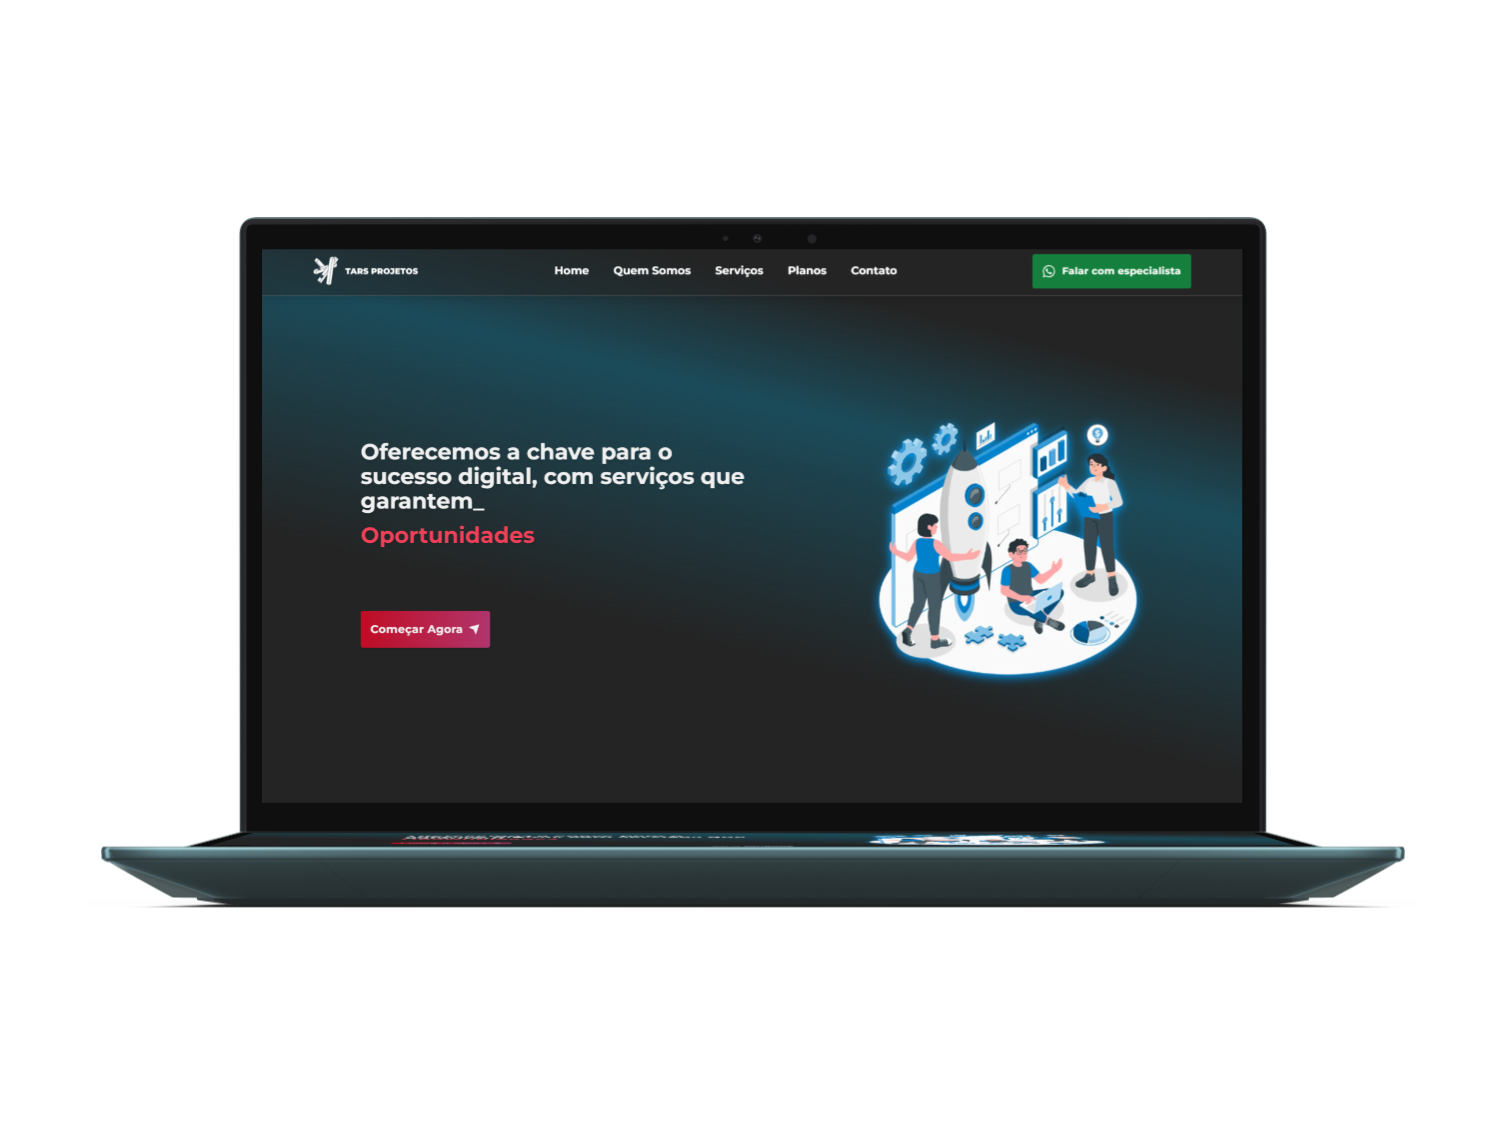 TARS PROJETOS
Home Quem Somos Serviços Planos Contato
Falar com especialista
Oferecemos a chave para o
sucesso digital, com serviços que
garantem_
Oportunidades
Começar Agora